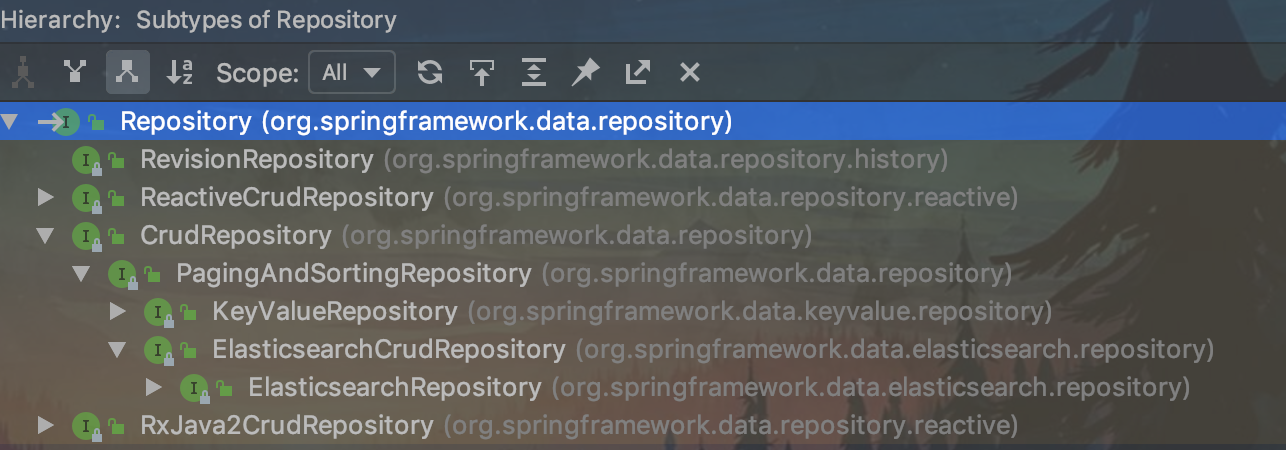 Hierarchy: Subtypes of Repository
Scope: All
Repository (org.springframework.data.repository)
RevisionRepository (org.springframework.data.repository.history)
ReactiveCrudRepository (org.springframework.data.repository.reactive)
CrudRepository (org.springframework.data.repository)
PagingAndSortingRepository (org.springframework.data.repository)
KeyValueRepository (org.springframework.data.keyvalue.repository)
ElasticsearchCrudRepository (org.springframework.data.elasticsearch.repository)
ElasticsearchRepository (org.springframework.data.elasticsearch.repository)
RxJava2CrudRepository (org.springframework.data.repository.reactive)